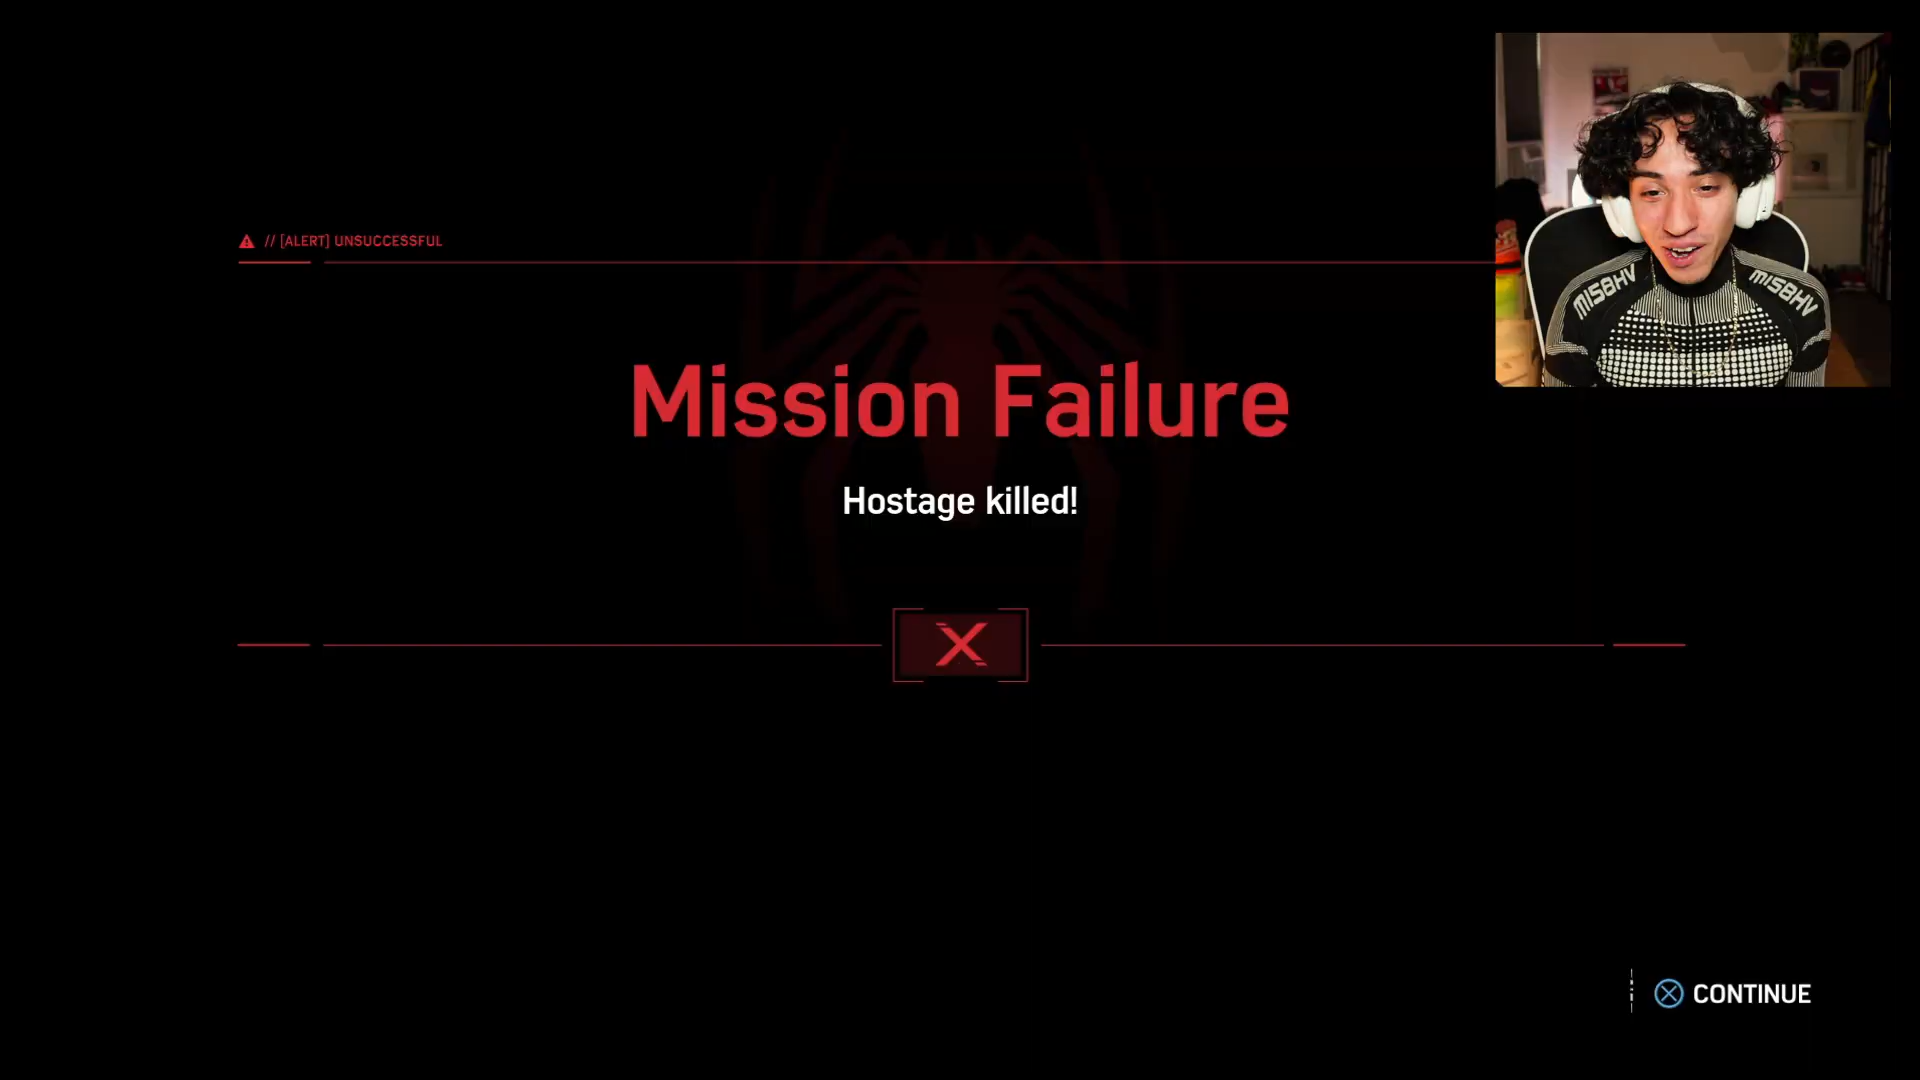 // [ALERT] UNSUCCESSFUL
MISBHV MISBHV
Mission Failure
Hostage killed!
CONTINUE